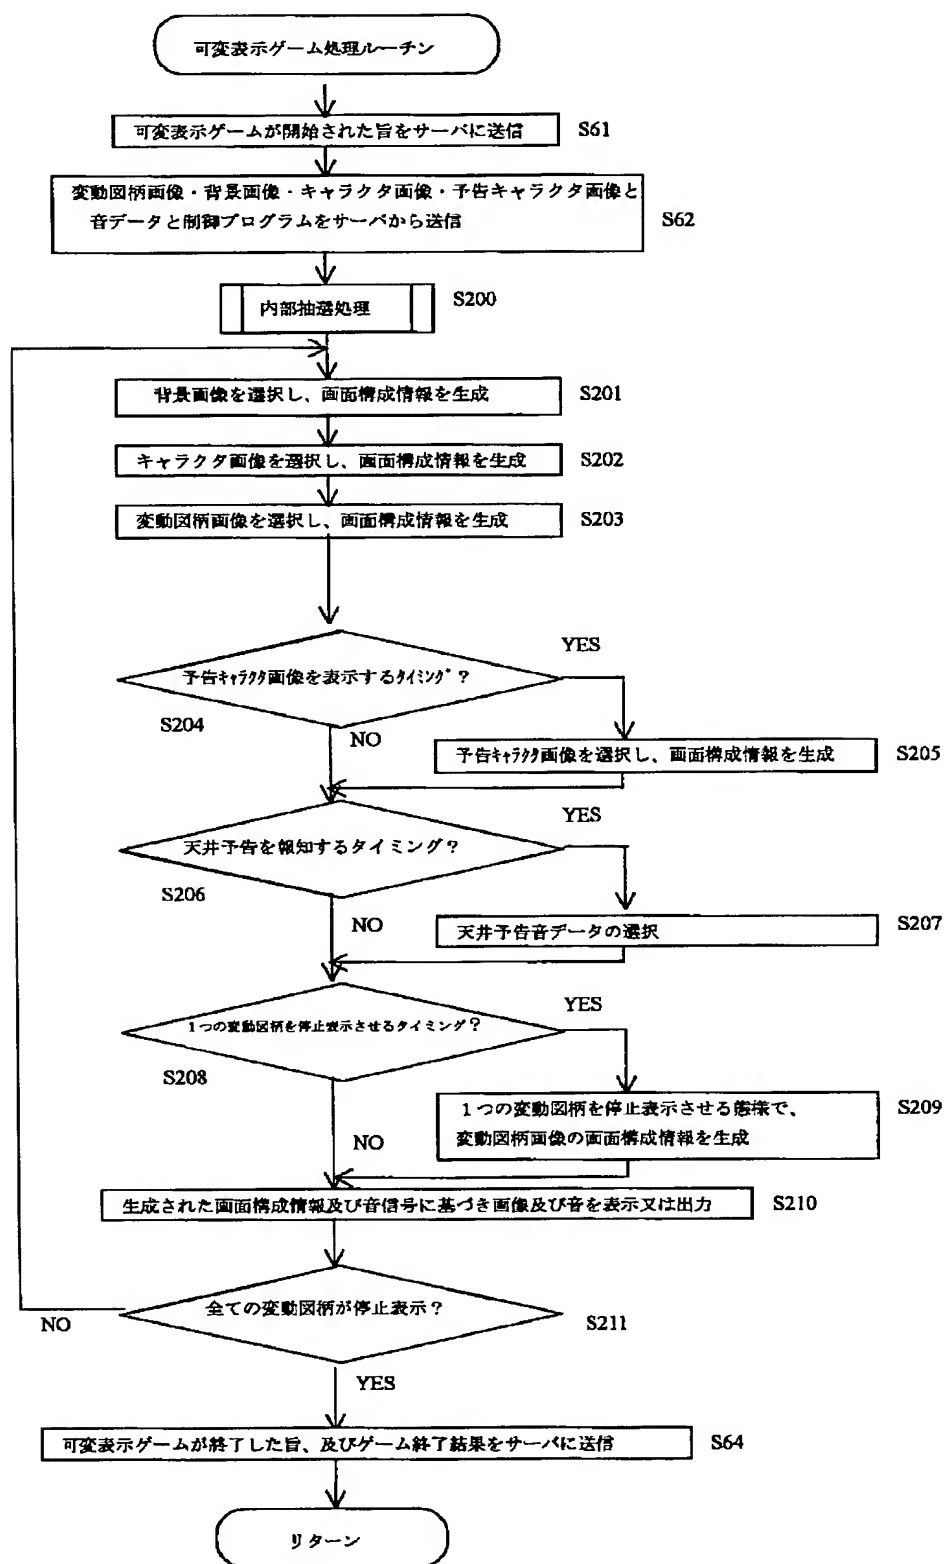 可変表示ゲーム処理ルーチン
可変表示ゲームが開始された旨をサーバに送信
S61
変動図柄画像・背景画像・キャラクタ画像・予告キャラクタ画像と
音データと制御プログラムをサーバから送信
S62
内部抽選処理
S200
背景画像を選択し、画面構成情報を生成
S201
キャラクタ画像を選択し、画面構成情報を生成
S202
変動図柄画像を選択し、画面構成情報を生成
S203
予告ｷｬﾗｸﾀ画像を表示するﾀｲﾐﾝｸﾞ？
YES
S204
NO
予告ｷｬﾗｸﾀ画像を選択し、画面構成情報を生成
S205
天井予告を報知するタイミング？
YES
S206
NO
天井予告音データの選択
S207
1つの変動図柄を停止表示させるタイミング？
YES
S208
NO
１つの変動図柄を停止表示させる態様で、
変動図柄画像の画面構成情報を生成
S209
生成された画面構成情報及び音信号に基づき画像及び音を表示又は出力
S210
全ての変動図柄が停止表示？
S211
NO
YES
可変表示ゲームが終了した旨、及びゲーム終了結果をサーバに送信
S64
リターン